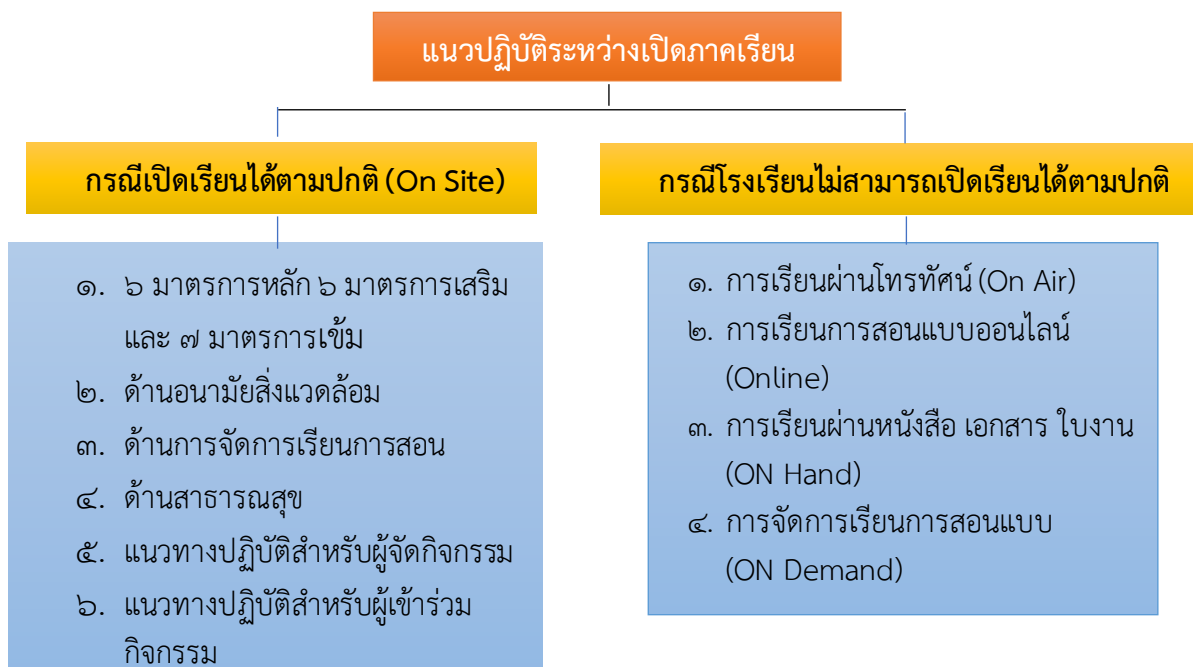 แนวปฏิบัติระหว่างเปิดภาคเรียน
กรณีเปิดเรียนได้ตามปกติ (On Site)
๑. ๖ มาตรการหลัก ๖ มาตรการเสริม
และ ๗ มาตรการเข้ม
๒. ด้านอนามัยสิ่งแวดล้อม
๓. ด้านการจัดการเรียนการสอน
๔. ด้านสาธารณสุข
๕. แนวทางปฏิบัติสำหรับผู้จัดกิจกรรม
๖. แนวทางปฏิบัติสำหรับผู้เข้าร่วม
กิจกรรม
กรณีโรงเรียนไม่สามารถเปิดเรียนได้ตามปกติ
๑. การเรียนผ่านโทรทัศน์ (On Air)
๒. การเรียนการสอนแบบออนไลน์
(Online)
๓. การเรียนผ่านหนังสือ เอกสาร ใบงาน
(ON Hand)
๔. การจัดการเรียนการสอนแบบ
(ON Demand)